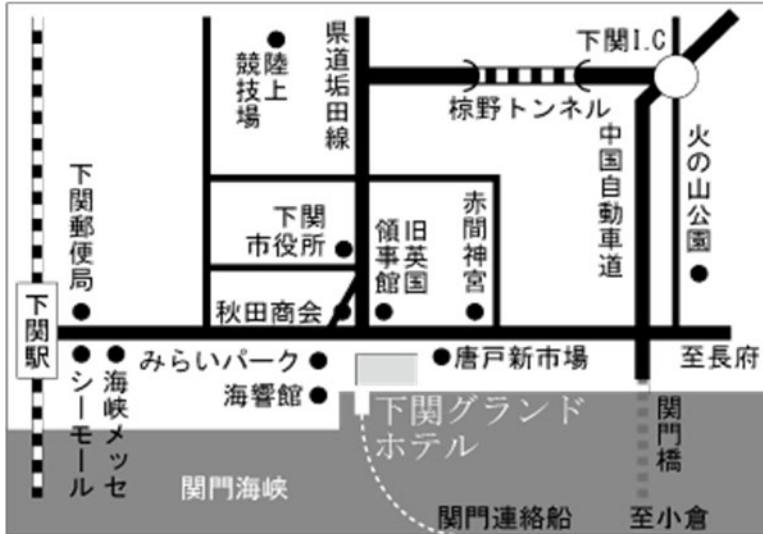 下関I.C
陸上
競技場
県道垢田線
椋野トンネル
中国自動車道
火の山公園
下関郵便局
下関
市役所
旧英国
領事館
赤間神宮
下関駅
秋田商会
みらいパーク
海響館
唐戸新市場
至長府
シーモール
海峡メッセ
下関グランド
ホテル
関門橋
関門海峡
関門連絡船
至小倉